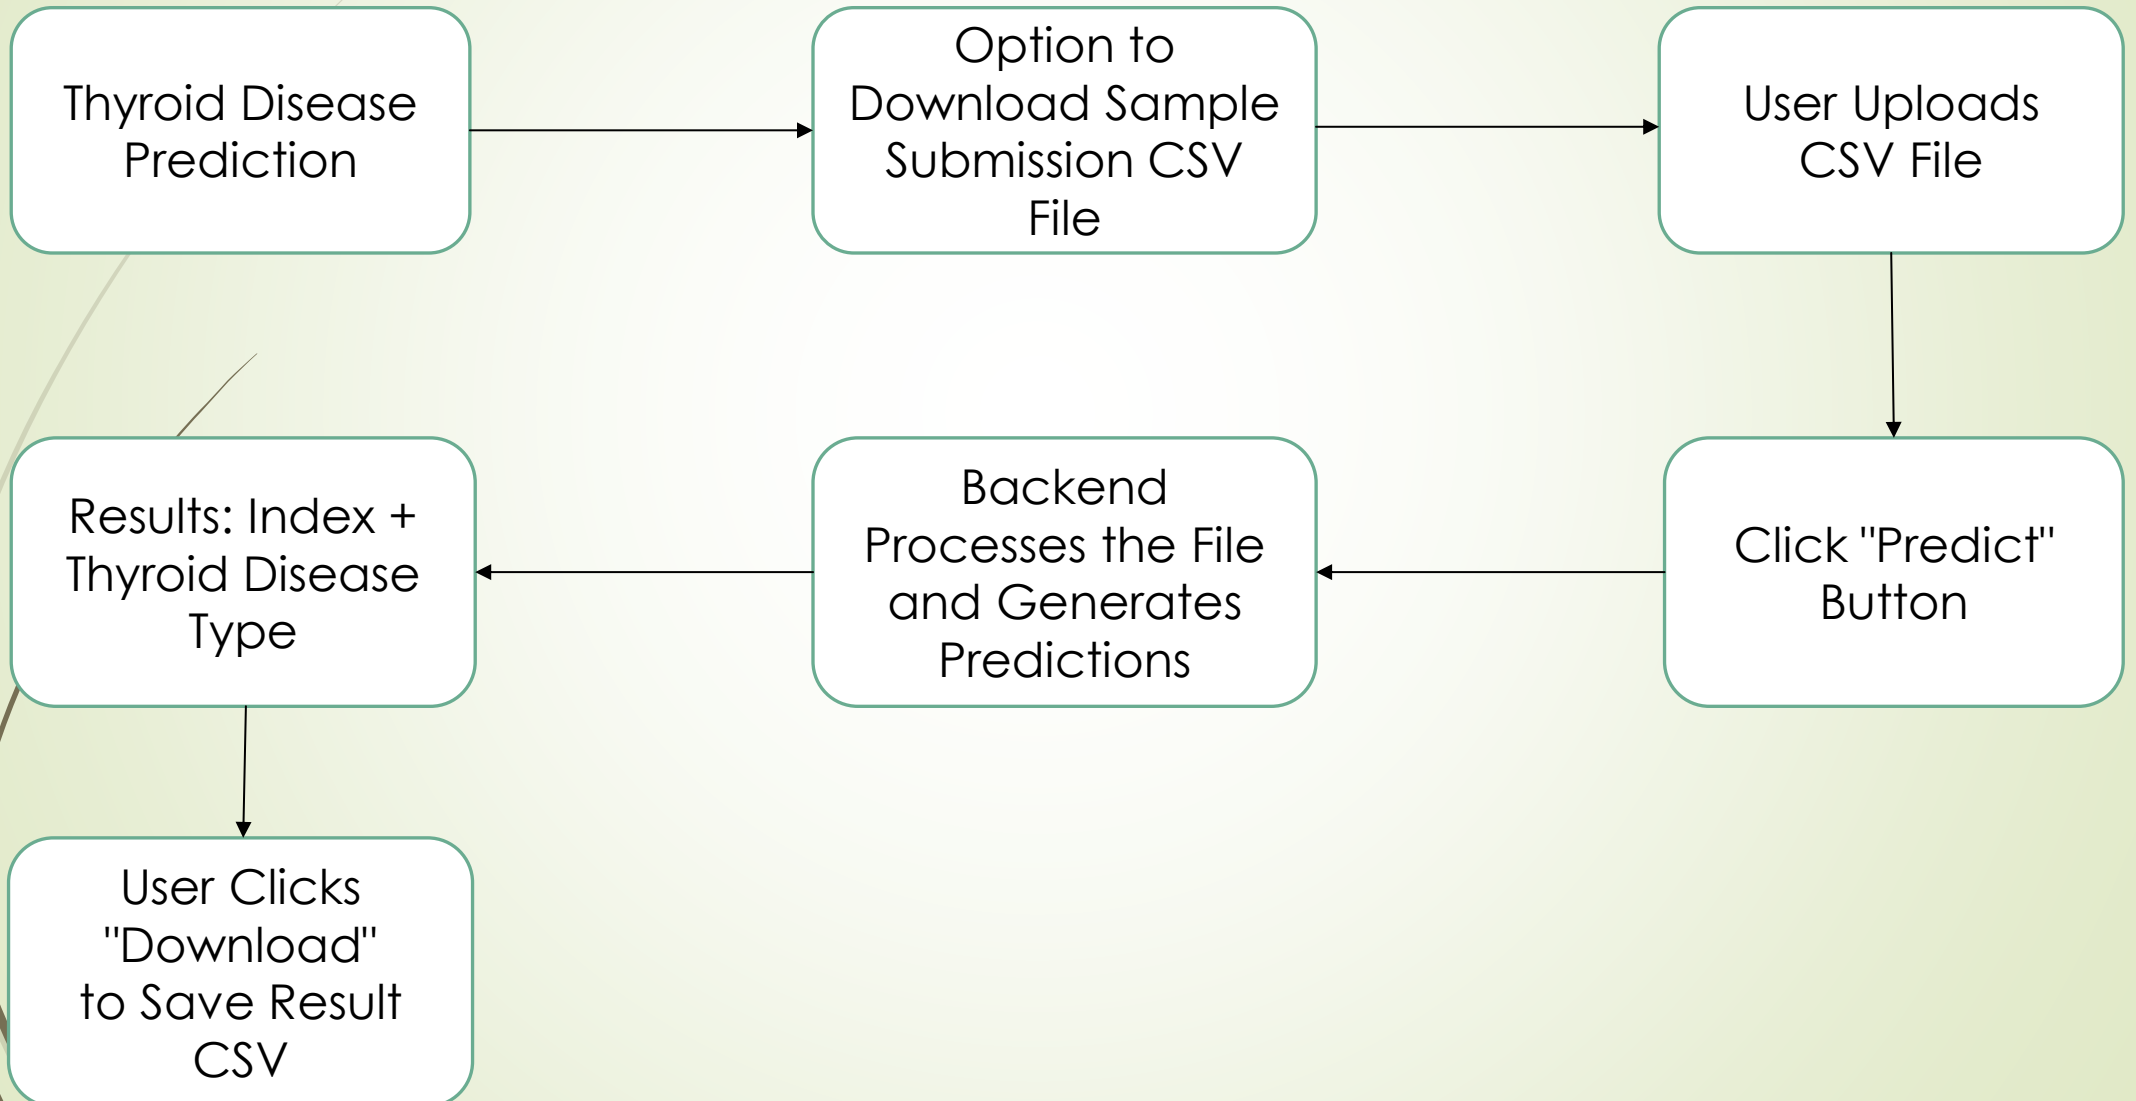 Thyroid Disease
Prediction
Option to
Download Sample
Submission CSV
File
User Uploads
CSV File
Click "Predict"
Button
Backend
Processes the File
and Generates
Predictions
Results: Index +
Thyroid Disease
Type
User Clicks
"Download"
to Save Result
CSV